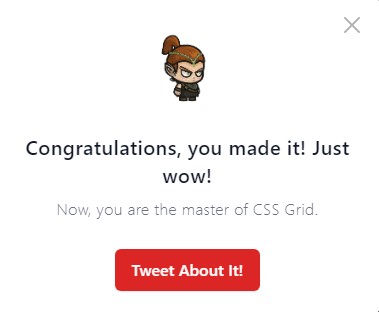 Congratulations, you made it! Just
wow!
Now, you are the master of CSS Grid.
Tweet About It!